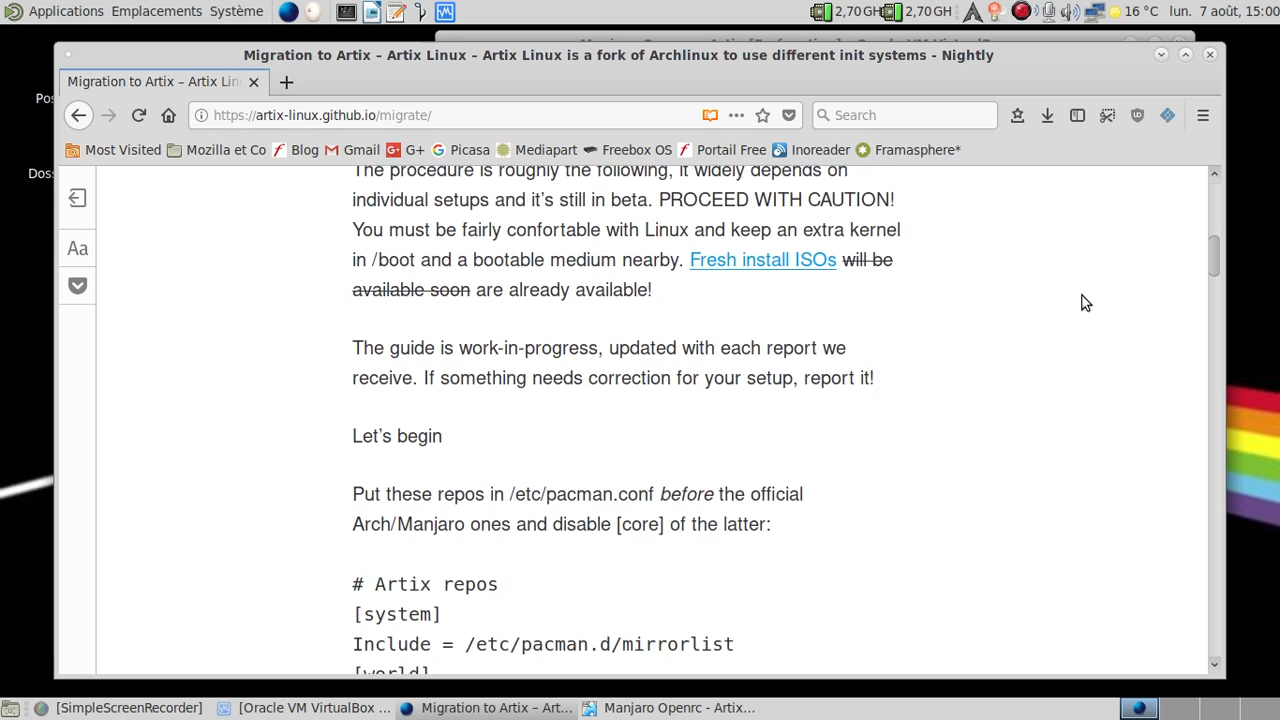 Applications Emplacements Système 2,70 GH 2,70 GH 16 °C lun. 7 août, 15:00
Migration to Artix – Artix Linux – Artix Linux is a fork of Archlinux to use different init systems - Nightly
Migration to Artix – Artix Lin
https://artix-linux.github.io/migrate/ Search
Most Visited Mozilla et Co Blog Gmail G+ Picasa Mediapart Freebox OS Portail Free Inoreader Framasphere*
Pos
Doss
Aa
The procedure is roughly the following, it widely depends on
individual setups and it’s still in beta. PROCEED WITH CAUTION!
You must be fairly confortable with Linux and keep an extra kernel
in /boot and a bootable medium nearby. Fresh install ISOs will be
available soon are already available!
The guide is work-in-progress, updated with each report we
receive. If something needs correction for your setup, report it!
Let’s begin
Put these repos in /etc/pacman.conf before the official
Arch/Manjaro ones and disable [core] of the latter:
# Artix repos
[system]
Include = /etc/pacman.d/mirrorlist
[world]
[SimpleScreenRecorder] [Oracle VM VirtualBox ... Migration to Artix – Art... Manjaro Openrc - Artix...